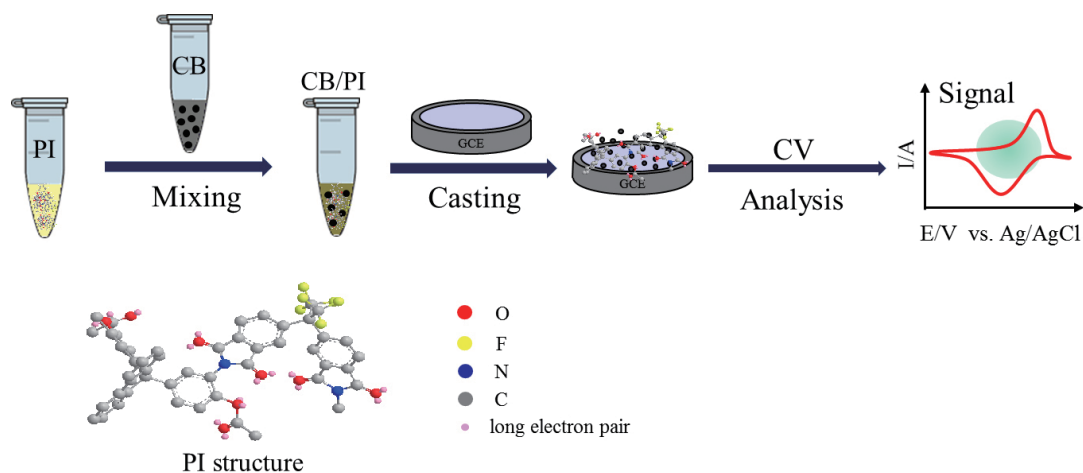 PI
CB
Mixing
CB/PI
GCE
Casting
GCE
CV
Analysis
Signal
I/A
E/V vs. Ag/AgCl
O
F
N
C
long electron pair
PI structure